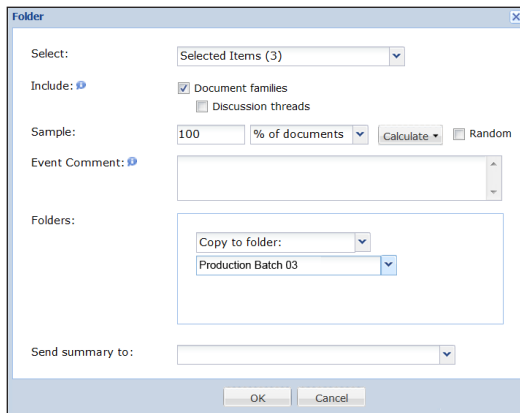 Folder
Select: Selected Items (3)
Include: Document families
Discussion threads
Sample: 100 % of documents Calculate Random
Event Comment:
Folders:
Copy to folder:
Production Batch 03
Send summary to:
OK Cancel